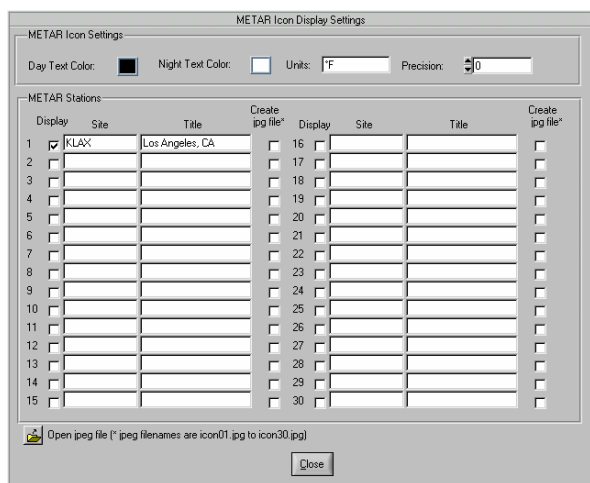 METAR Icon Display Settings
METAR Icon Settings
Day Text Color: Night Text Color: Units: °F Precision: 0
METAR Stations
Display Site Title Create jpg file* Display Site Title Create jpg file*
1 KLAX Los Angeles, CA 16
2 17
3 18
4 19
5 20
6 21
7 22
8 23
9 24
10 25
11 26
12 27
13 28
14 29
15 30
Open jpeg file (* jpeg filenames are icon01.jpg to icon30.jpg)
Close